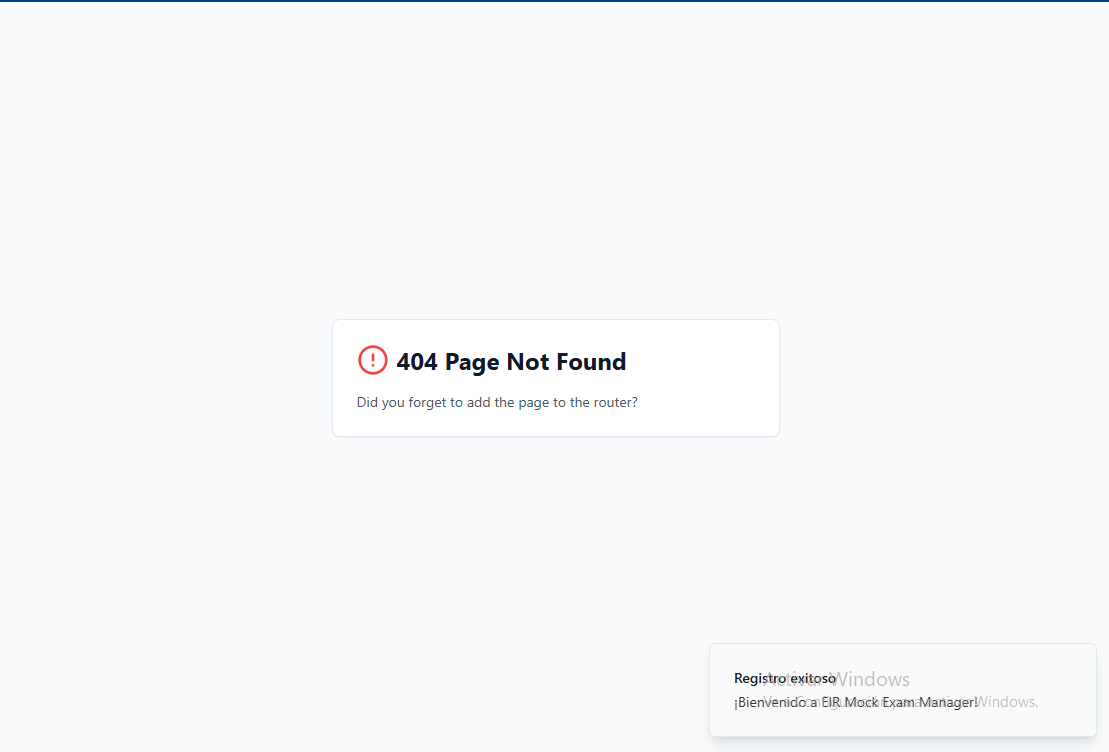 404 Page Not Found
Did you forget to add the page to the router?
Registro exitoso
Activar Windows
¡Bienvenido a EIR Mock Exam Manager!
Ve a Configuración para activar Windows.